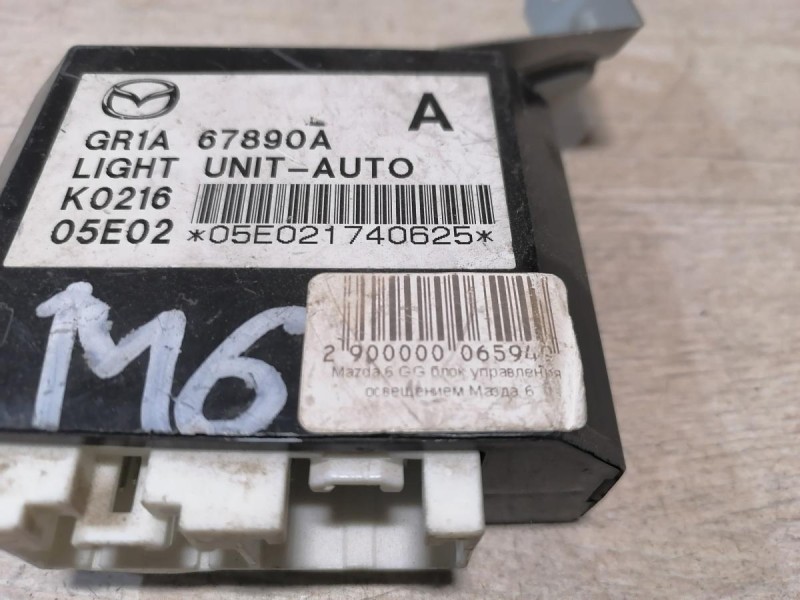 A
GR1A 67890A
LIGHT UNIT-AUTO
K0216
05E02 *05E021740625*
M6
2 900000 06594
Mazda 6 GG блок управления
освещением Мазда 6